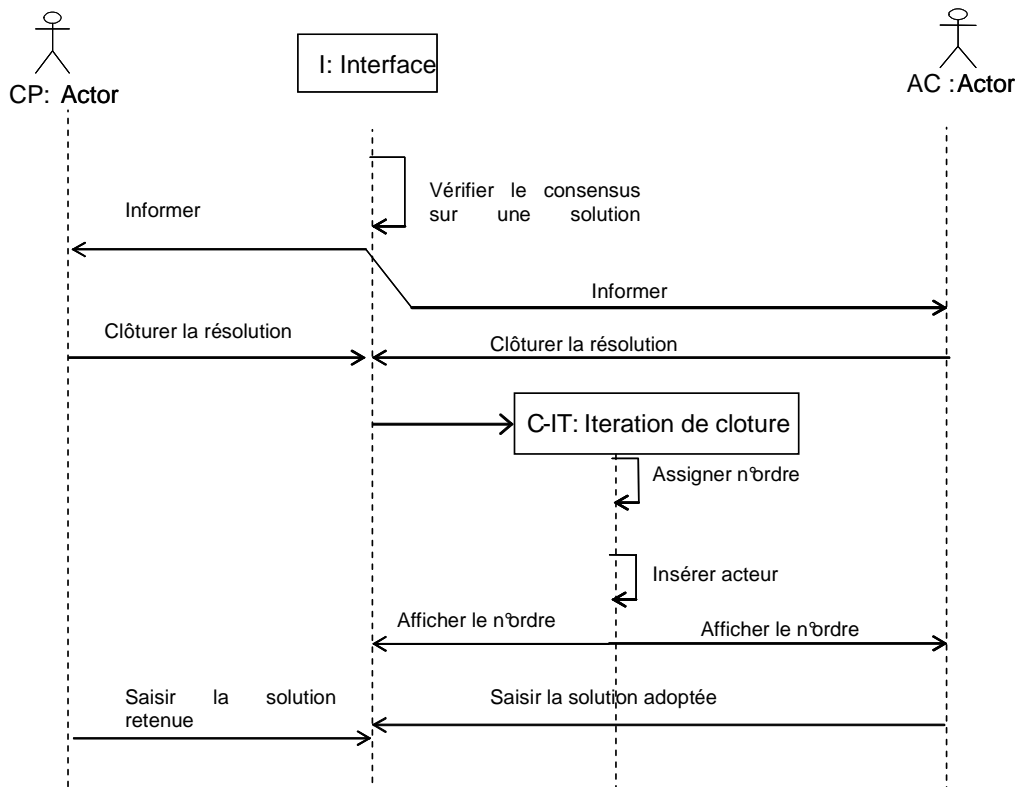 I: Interface
CP: Actor
AC :Actor
Vérifier le consensus
sur une solution
Informer
Informer
Clôturer la résolution
Clôturer la résolution
C-IT: Iteration de cloture
Assigner n°ordre
Insérer acteur
Afficher le n°ordre
Afficher le n°ordre
Saisir la solution
retenue
Saisir la solution adoptée